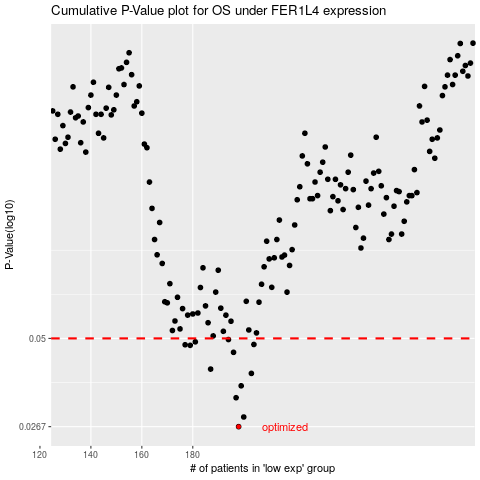 Cumulative P-Value plot for OS under FER1L4 expression
P-Value(log10)
0.05
0.0267
optimized
120 140 160 180
# of patients in 'low exp' group